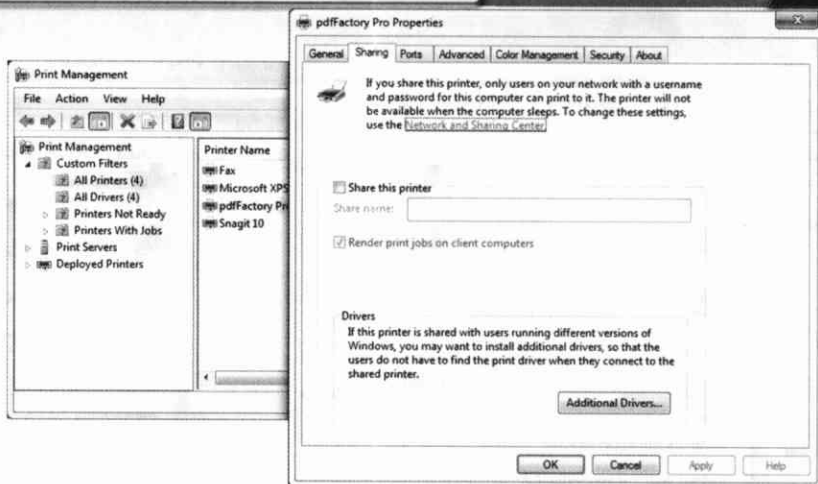 pdfFactory Pro Properties
General Sharing Ports Advanced Color Management Security About
If you share this printer, only users on your network with a username
and password for this computer can print to it. The printer will not
be available when the computer sleeps. To change these settings,
use the Network and Sharing Center.
Share this printer
Share name:
Render print jobs on client computers
Drivers
If this printer is shared with users running different versions of
Windows, you may want to install additional drivers, so that the
users do not have to find the print driver when they connect to the
shared printer.
Additional Drivers...
OK Cancel Apply Help
Print Management
File Action View Help
Print Management
Custom Filters
All Printers (4)
All Drivers (4)
Printers Not Ready
Printers With Jobs
Print Servers
Deployed Printers
Printer Name
Fax
Microsoft XPS
pdfFactory Pr
Snagit 10